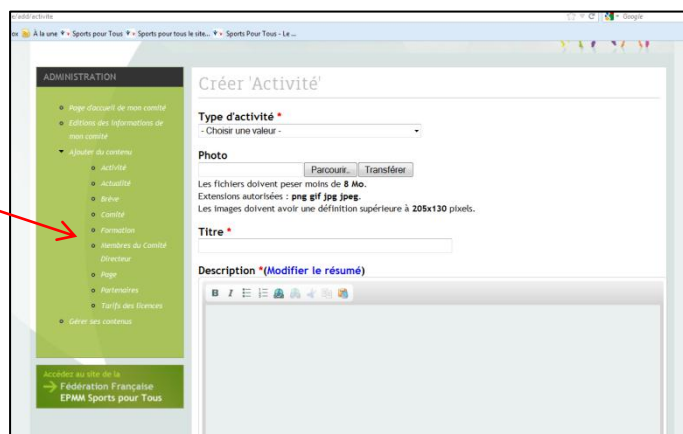 e/add/activite
Google
À la une Sports pour Tous Sports pour tous le site... Sports Pour Tous - Le ...
ADMINISTRATION
Page d'accueil de mon comité
Editions des informations de
mon comité
Ajouter du contenu
Activité
Actualité
Brève
Comité
Formation
Membres du Comité
Directeur
Page
Partenaires
Tarifs des licences
Gérer ses contenus
Accédez au site de la
Fédération Française
EPMM Sports pour Tous
Créer 'Activité'
Type d'activité *
- Choisir une valeur -
Photo
Parcourir_ Transférer
Les fichiers doivent peser moins de 8 Mo.
Extensions autorisées : png gif jpg jpeg.
Les images doivent avoir une définition supérieure à 205x130 pixels.
Titre *
Description *(Modifier le résumé)
B I